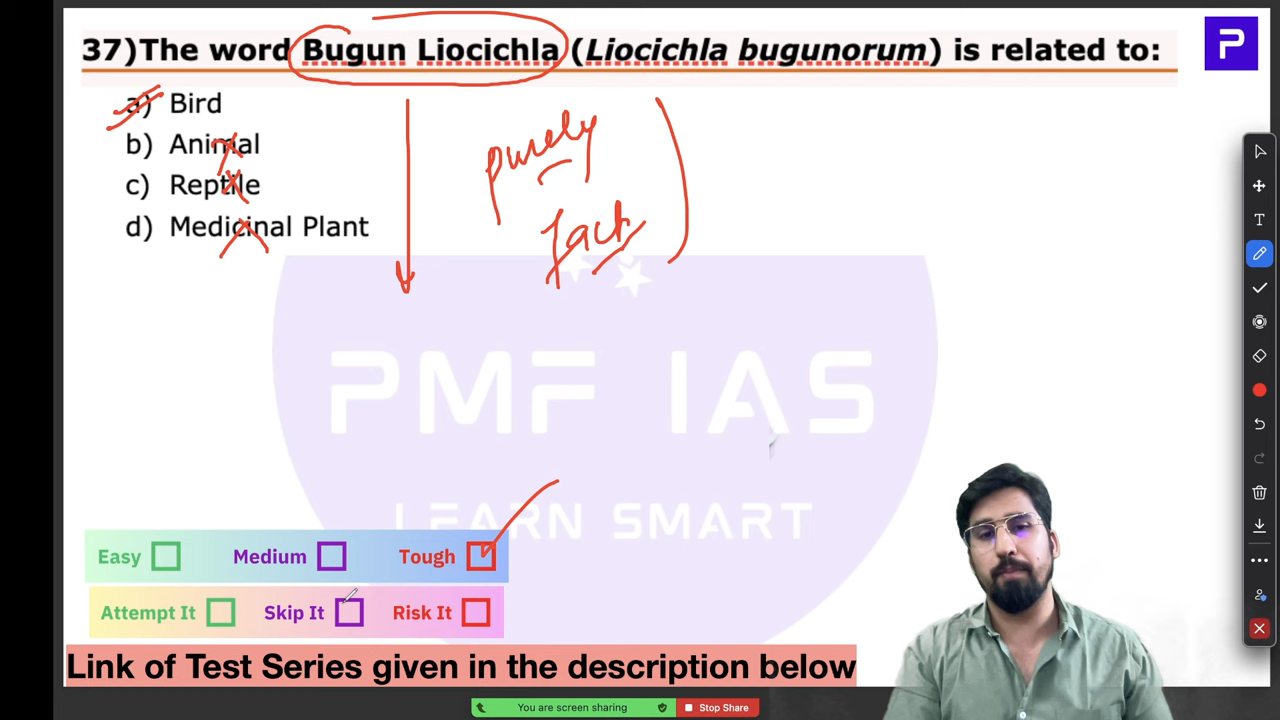 37)The word Bugun Liocichla (Liocichla bugunorum) is related to:
a) Bird
b) Animal
c) Reptile
d) Medicinal Plant
purely
fact
PMF IAS
LEARN SMART
Easy Medium Tough
Attempt It Skip It Risk It
Link of Test Series given in the description below
You are screen sharing Stop Share